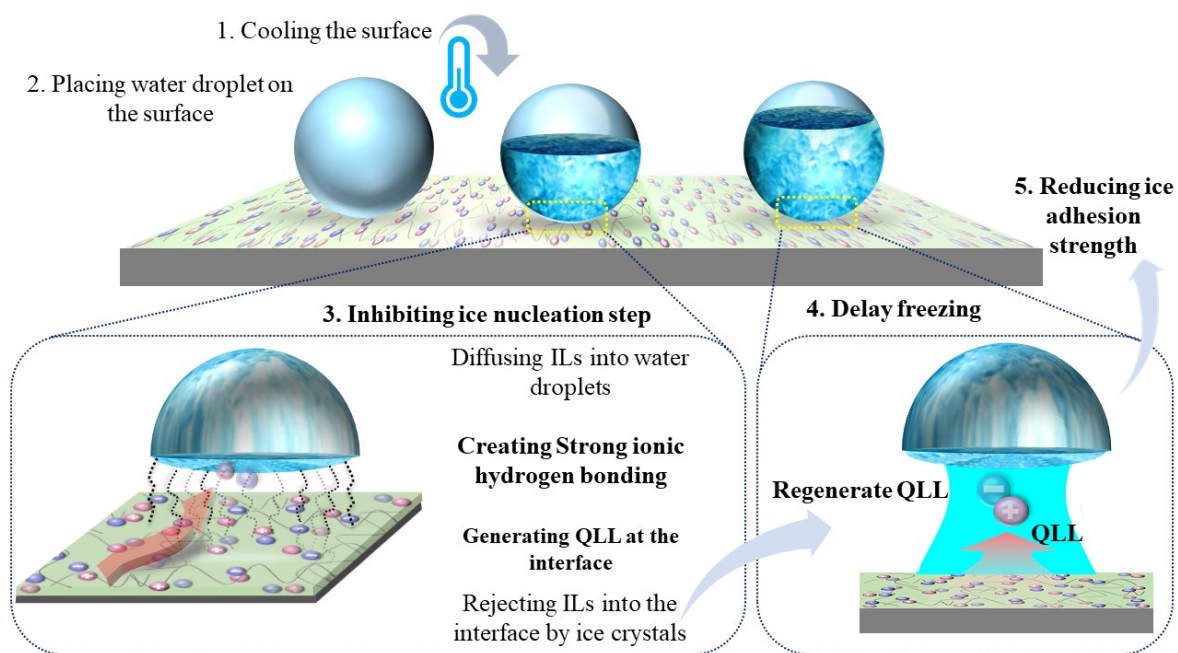 1. Cooling the surface
2. Placing water droplet on
the surface
5. Reducing ice
adhesion
strength
3. Inhibiting ice nucleation step
4. Delay freezing
Diffusing ILs into water
droplets
Creating Strong ionic
hydrogen bonding
Generating QLL at the
interface
Rejecting ILs into the
interface by ice crystals
Regenerate QLL
QLL